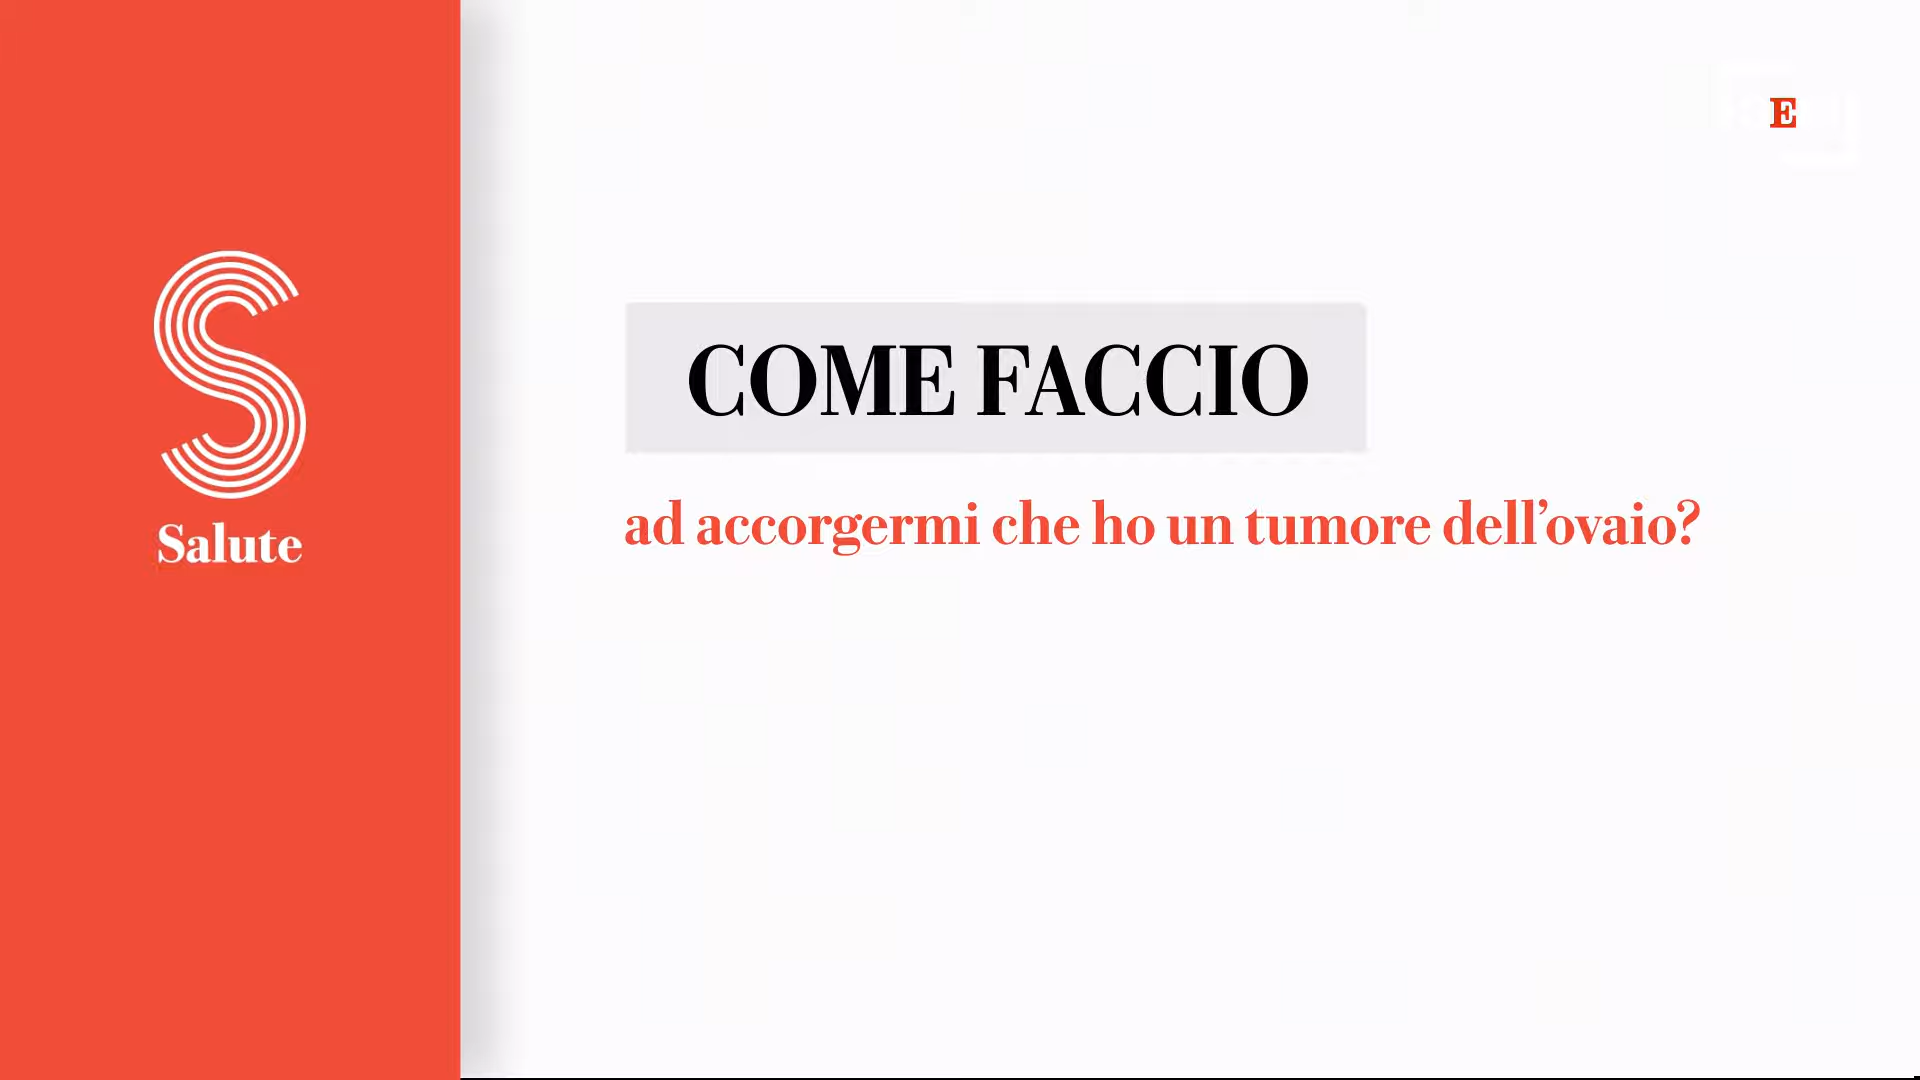 E
COME FACCIO
ad accorgermi che ho un tumore dell’ovaio?
S
Salute